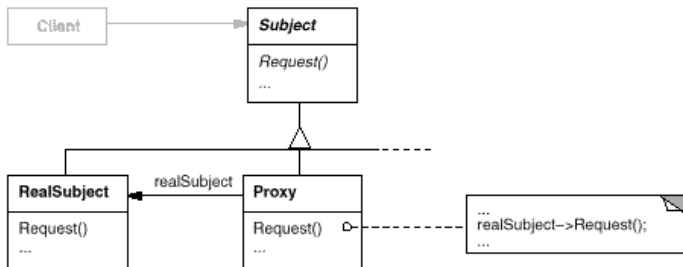 Client
Subject
Request()
...
RealSubject
Request()
...
realSubject
Proxy
Request()
...
...
realSubject->Request();
...